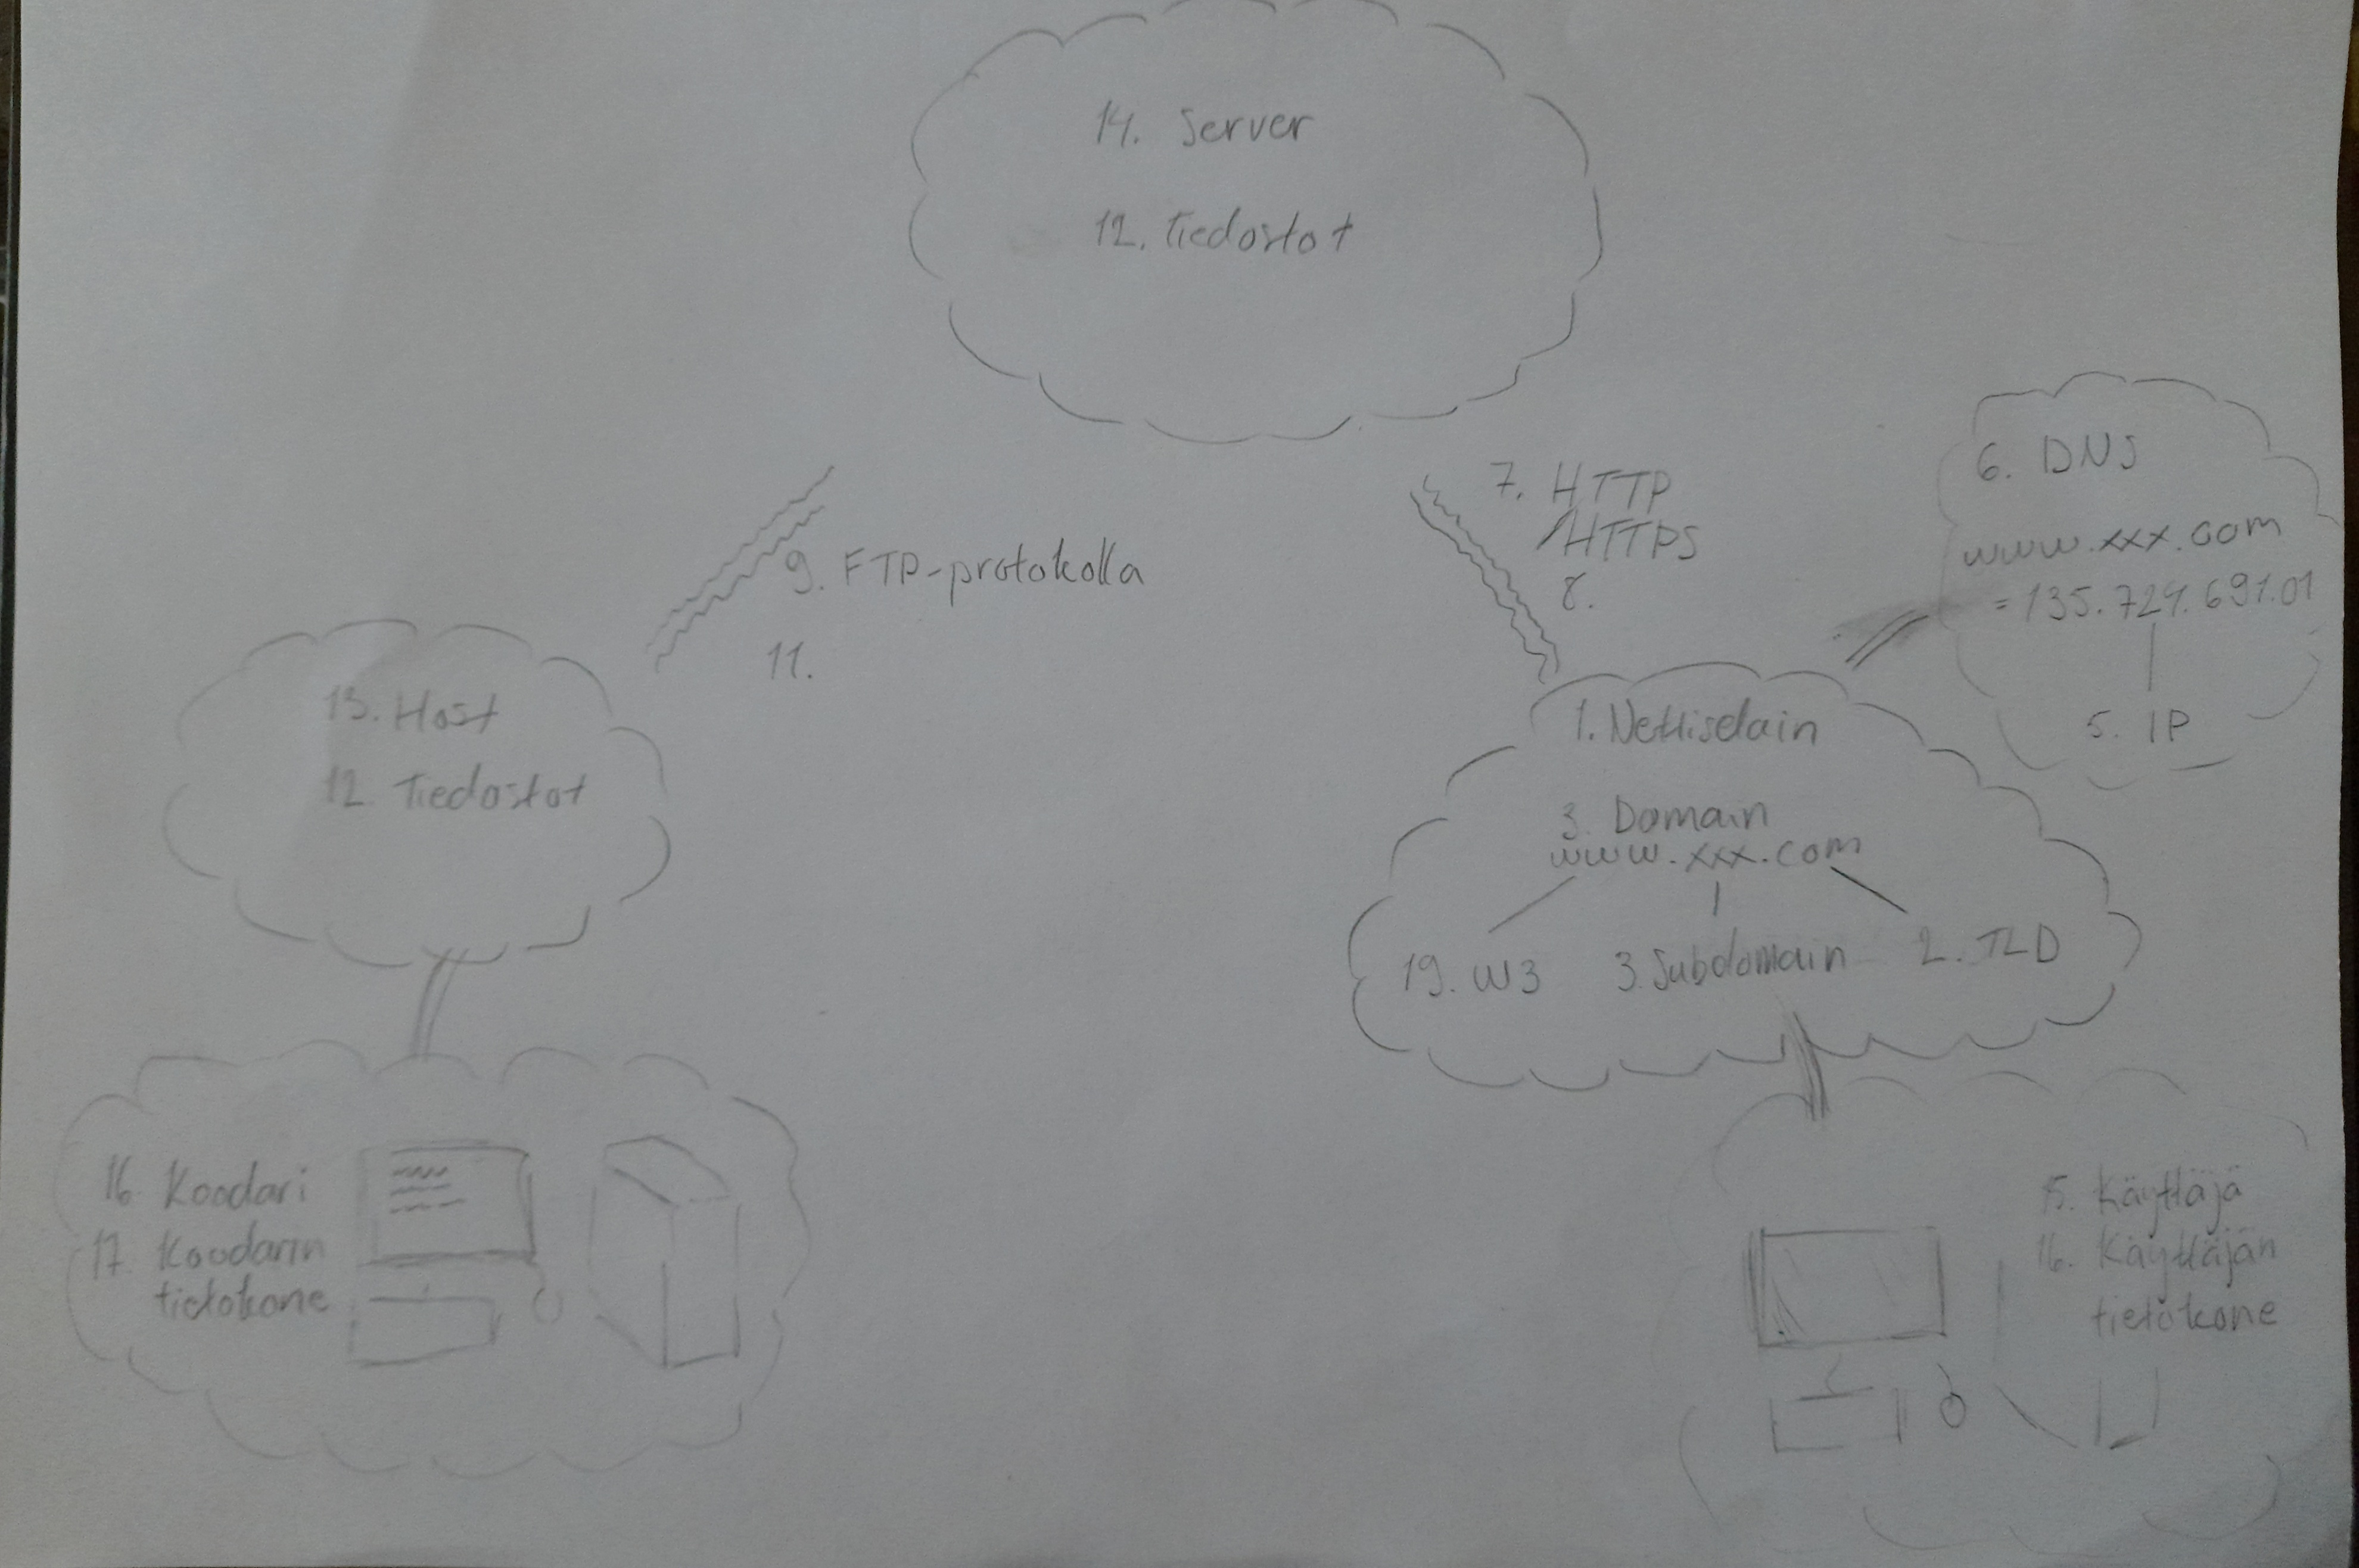 14. Server
12. Tiedostot
7. HTTP
/HTTPS
8.
9. FTP-protokolla
11.
6. DNS
www.xxx.com
= 135.724.691.01
5. IP
13. Host
12. Tiedostot
1. Nettiselain
3. Domain
www.xxx.com
19. W3 3. Subdomain 2. TLD
16. Koodari
17. Koodarin
tietokone
15. Käyttäjä
16. Käyttäjän
tietokone